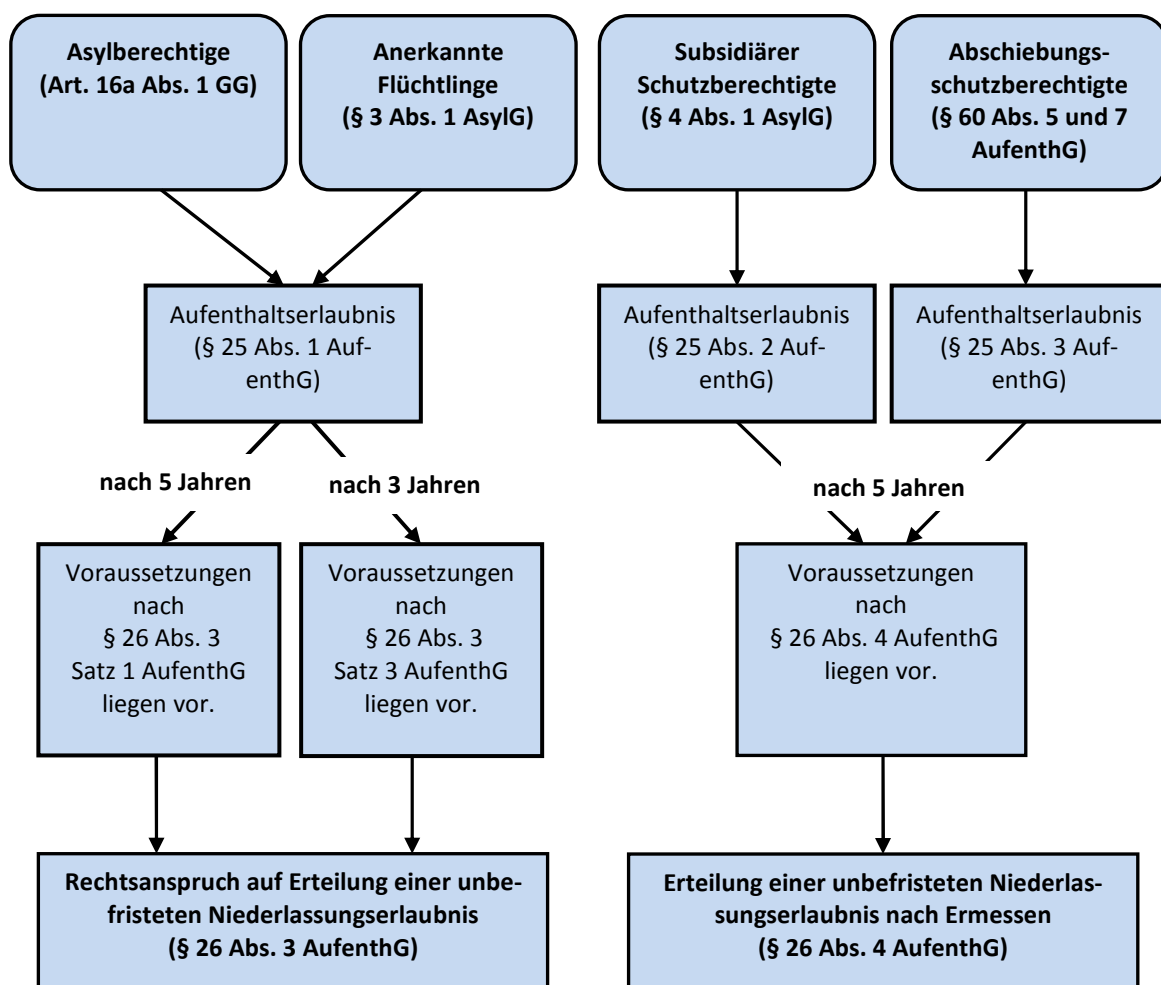 Asylberechtige
(Art. 16a Abs. 1 GG)
Anerkannte
Flüchtlinge
(§ 3 Abs. 1 AsylG)
Subsidiärer
Schutzberechtigte
(§ 4 Abs. 1 AsylG)
Abschiebungs-
schutzberechtigte
(§ 60 Abs. 5 und 7
AufenthG)
Aufenthaltserlaubnis
(§ 25 Abs. 1 Auf-
enthG)
Aufenthaltserlaubnis
(§ 25 Abs. 2 Auf-
enthG)
Aufenthaltserlaubnis
(§ 25 Abs. 3 Auf-
enthG)
nach 5 Jahren
nach 3 Jahren
nach 5 Jahren
Voraussetzungen
nach
§ 26 Abs. 3
Satz 1 AufenthG
liegen vor.
Voraussetzungen
nach
§ 26 Abs. 3
Satz 3 AufenthG
liegen vor.
Voraussetzungen
nach
§ 26 Abs. 4 AufenthG
liegen vor.
Rechtsanspruch auf Erteilung einer unbe-
fristeten Niederlassungserlaubnis
(§ 26 Abs. 3 AufenthG)
Erteilung einer unbefristeten Niederlas-
sungserlaubnis nach Ermessen
(§ 26 Abs. 4 AufenthG)